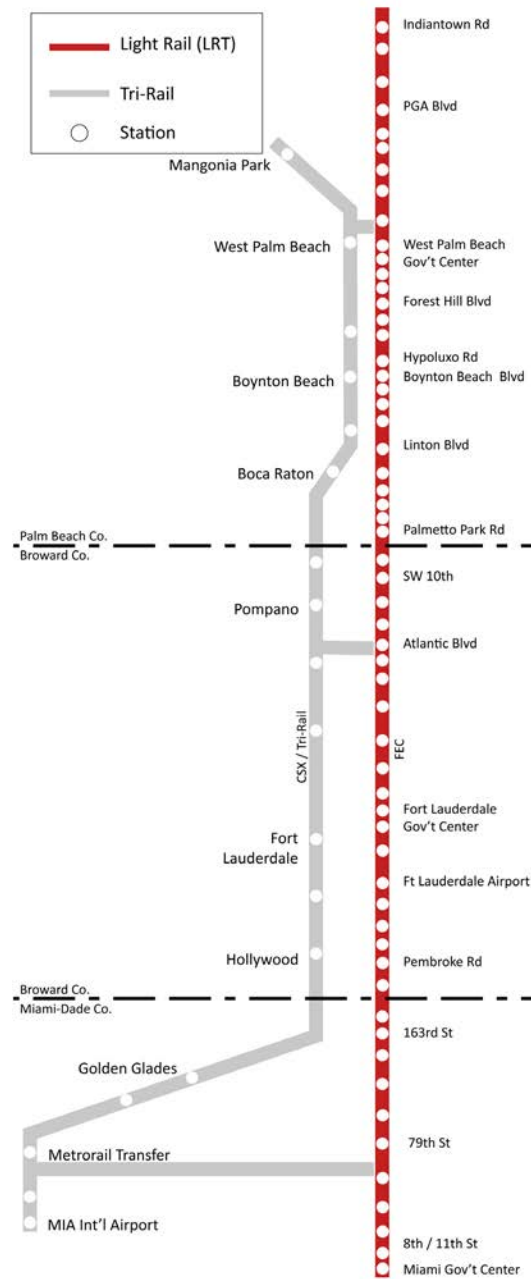 Indiantown Rd
Light Rail (LRT)
Tri-Rail
PGA Blvd
Station
Mangonia Park
West Palm Beach
West Palm Beach
Gov't Center
Forest Hill Blvd
Hypoluxo Rd
Boynton Beach
Boynton Beach Blvd
Linton Blvd
Boca Raton
Palmetto Park Rd
Palm Beach Co.
Broward Co.
SW 10th
Pompano
Atlantic Blvd
CSX / Tri-Rail
FEC
Fort Lauderdale
Gov't Center
Fort
Lauderdale
Ft Lauderdale Airport
Hollywood
Pembroke Rd
Broward Co.
Miami-Dade Co.
163rd St
Golden Glades
79th St
Metrorail Transfer
MIA Int'l Airport
8th / 11th St
Miami Gov't Center